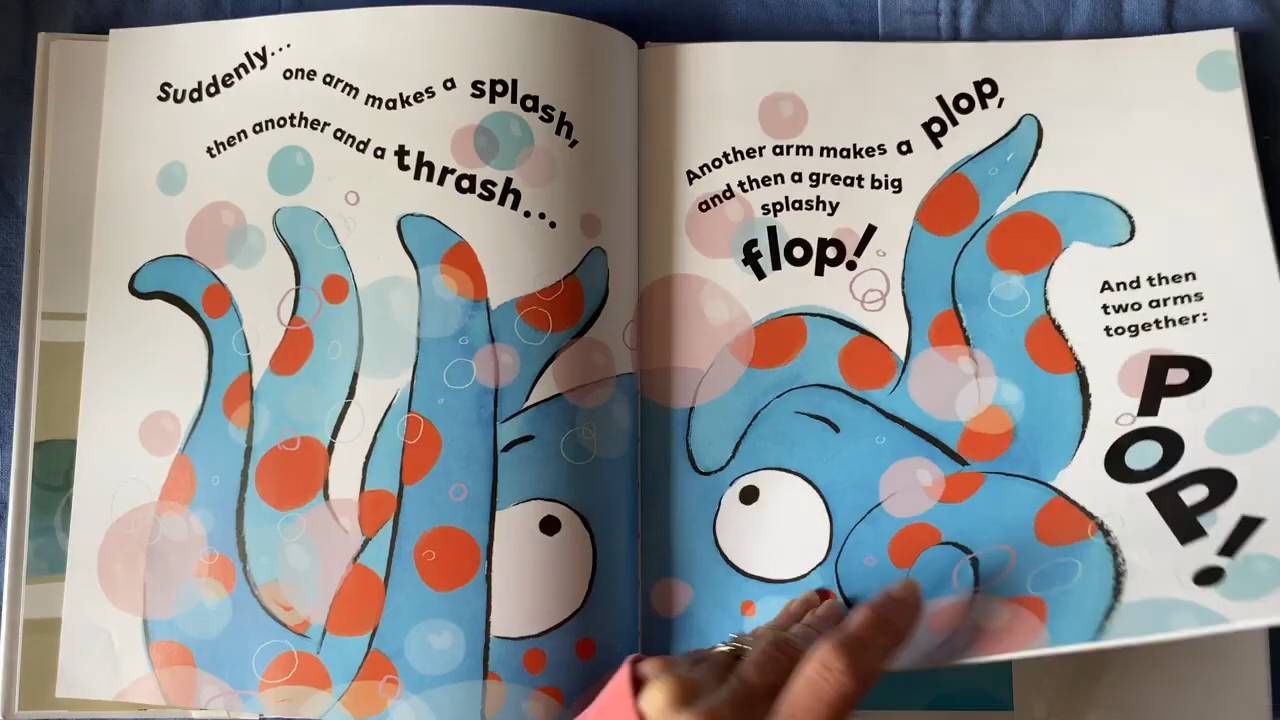 Suddenly...
one arm makes a splash,
then another and a thrash...
Another arm makes a plop,
and then a great big
splashy
flop!
And then
two arms
together:
POP!